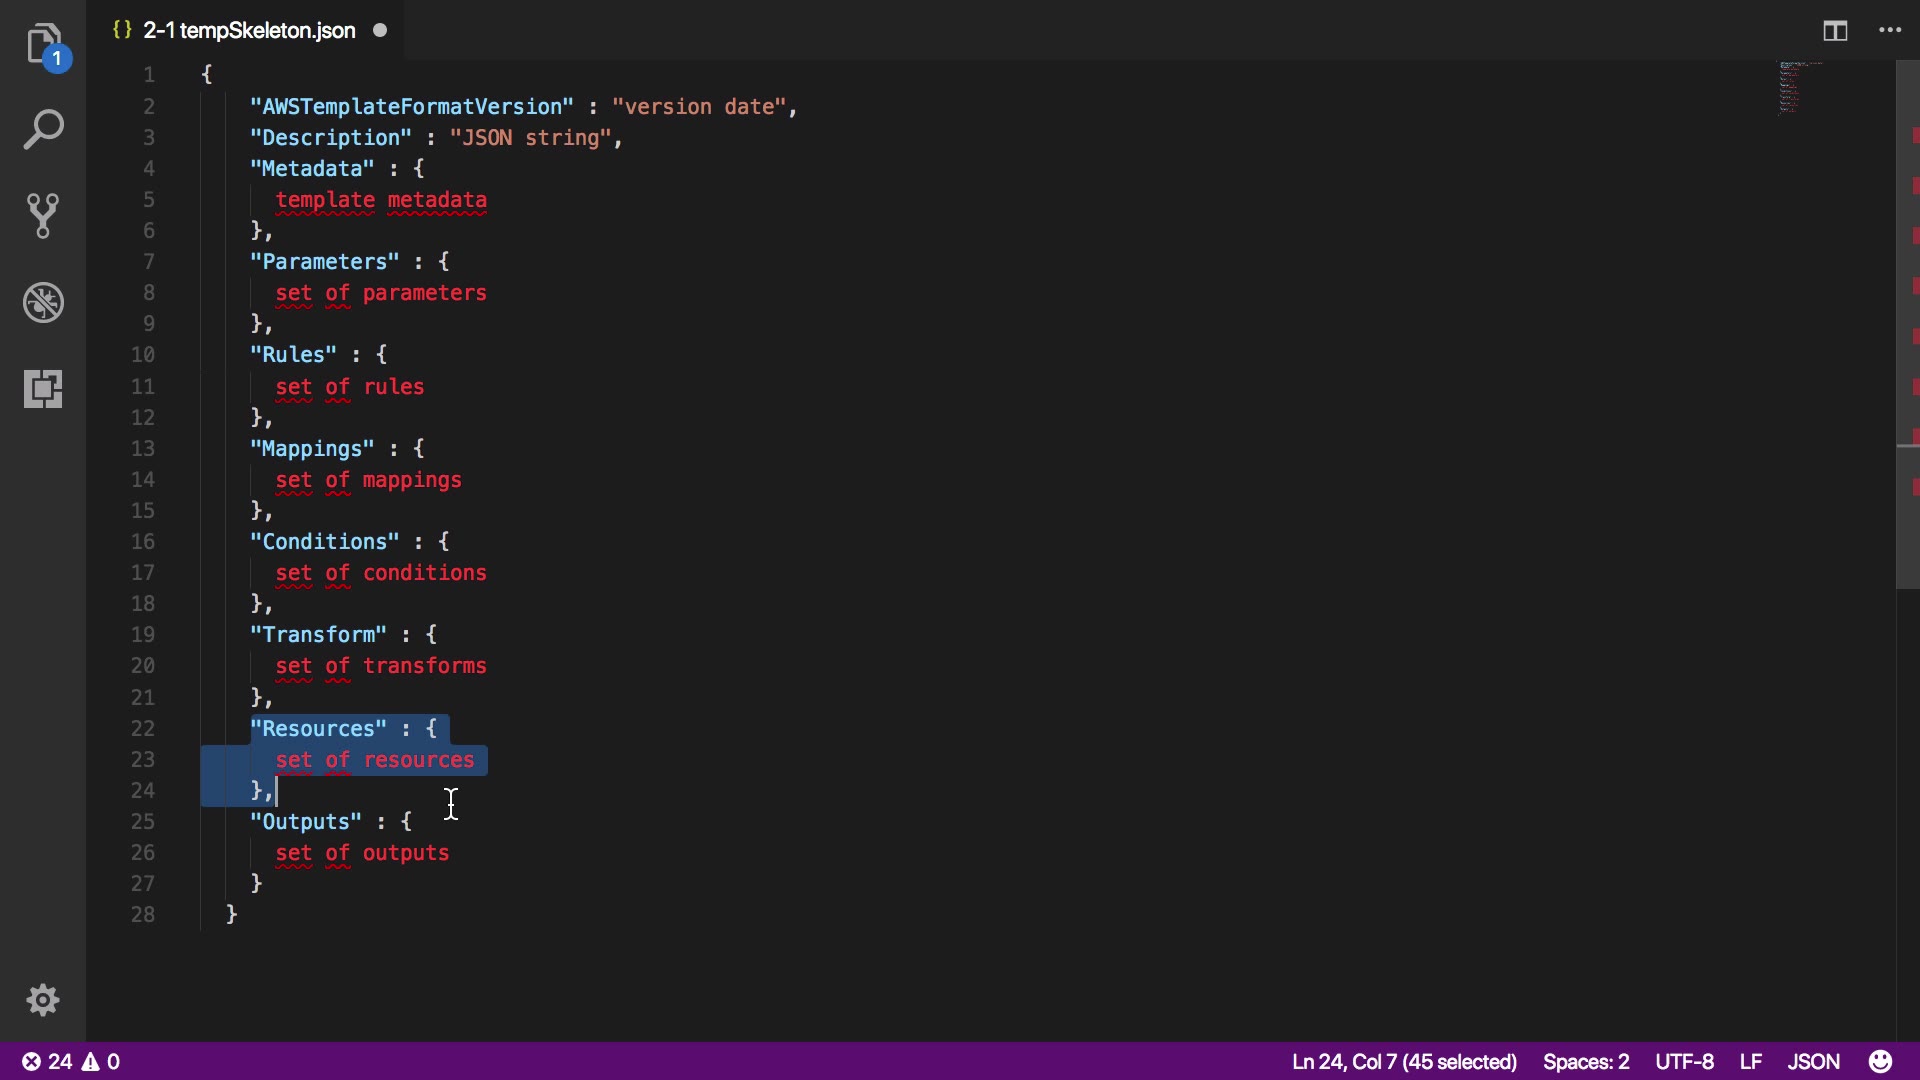 {} 2-1 tempSkeleton.json
1 {
2 "AWSTemplateFormatVersion" : "version date",
3 "Description" : "JSON string",
4 "Metadata" : {
5 template metadata
6 },
7 "Parameters" : {
8 set of parameters
9 },
10 "Rules" : {
11 set of rules
12 },
13 "Mappings" : {
14 set of mappings
15 },
16 "Conditions" : {
17 set of conditions
18 },
19 "Transform" : {
20 set of transforms
21 },
22 "Resources" : {
23 set of resources
24 },
25 "Outputs" : {
26 set of outputs
27 }
28 }
1
24 0 Ln 24, Col 7 (45 selected) Spaces: 2 UTF-8 LF JSON